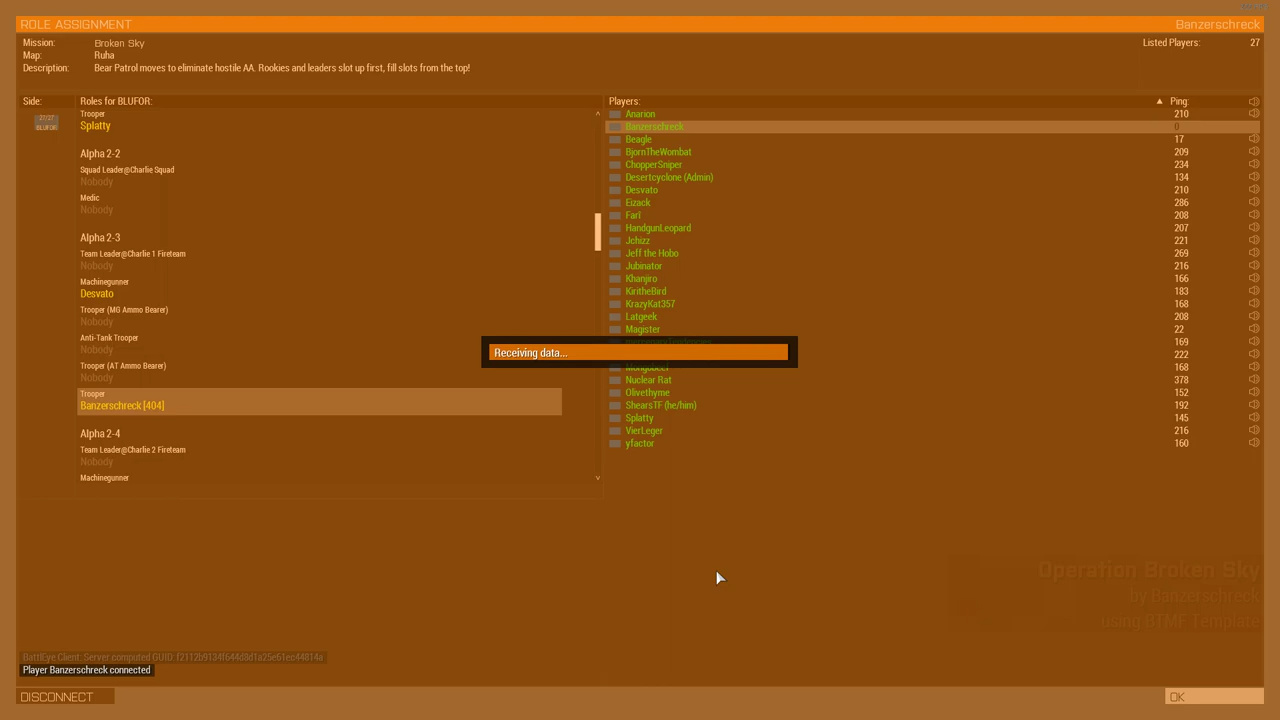 ROLE ASSIGNMENT
Banzerschreck
Mission: Broken Sky
Listed Players: 27
Map: Ruha
Description: Bear Patrol moves to eliminate hostile AA. Rookies and leaders slot up first, fill slots from the top!
Side:
27/27
BLUFOR
Roles for BLUFOR:
Trooper
Splatty
Alpha 2-2
Squad Leader@Charlie Squad
Nobody
Medic
Nobody
Alpha 2-3
Team Leader@Charlie 1 Fireteam
Nobody
Machinegunner
Desvato
Trooper (MG Ammo Bearer)
Nobody
Anti-Tank Trooper
Nobody
Trooper (AT Ammo Bearer)
Nobody
Trooper
Banzerschreck [404]
Alpha 2-4
Team Leader@Charlie 2 Fireteam
Nobody
Machinegunner
Players: Ping:
Anarion 210
Banzerschreck 0
Beagle 17
BjornTheWombat 209
ChopperSniper 234
Desertcyclone (Admin) 134
Desvato 210
Eizack 286
Farl 208
HandgunLeopard 207
Jchizz 221
Jeff the Hobo 269
Jubinator 216
Khanjiro 166
KiritheBird 183
KrazyKat357 168
Latgeek 208
Magister 22
169
222
168
Nuclear Rat 378
Olivethyme 152
ShearsTF (he/him) 192
Splatty 145
VierLeger 216
yfactor 160
Receiving data...
Operation Broken Sky
by Banzerschreck
using BTMF Template
BattlEye Client: Server computed GUID: f2112b9134f644d8d1a25e61ec44814a
Player Banzerschreck connected
DISCONNECT
OK